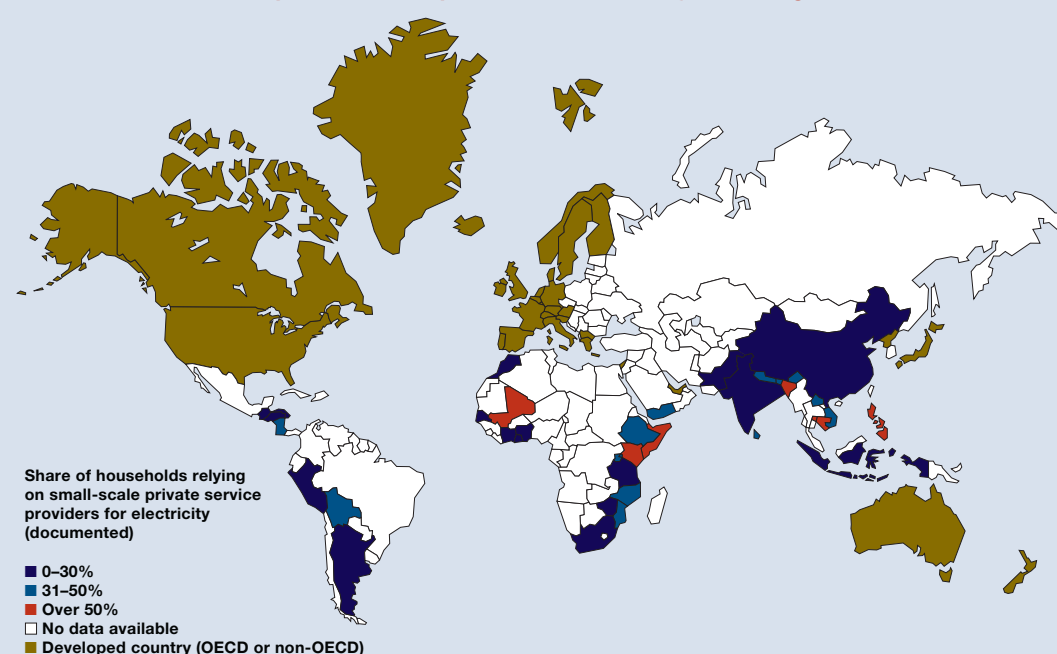 Share of households relying
on small-scale private service
providers for electricity
(documented)
0–30%
31–50%
Over 50%
No data available
Developed country (OECD or non-OECD)